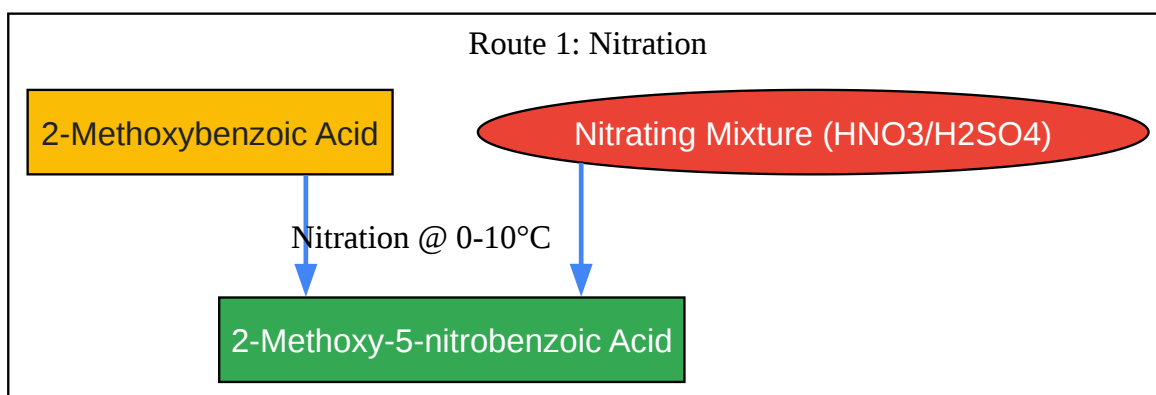 Route 1: Nitration
2-Methoxybenzoic Acid
Nitrating Mixture (HNO3/H2SO4)
Nitration @ 0-10°C
2-Methoxy-5-nitrobenzoic Acid